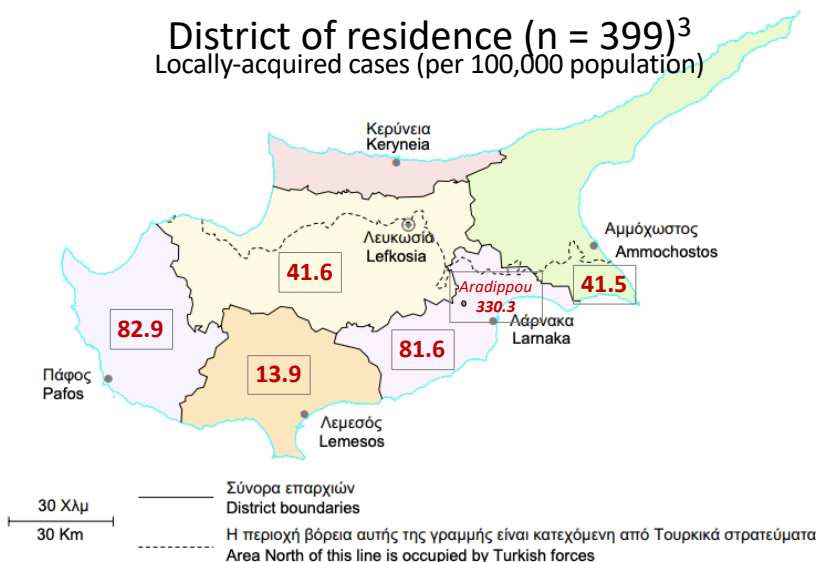 District of residence (n = 399)3
Locally-acquired cases (per 100,000 population)
Κερύνεια
Keryneia
Αμμόχωστος
Ammochostos
Λευκωσία
Lefkosia
41.6
Aradippou
330.3
41.5
82.9
Λάρνακα
Larnaka
81.6
13.9
Πάφος
Pafos
Λεμεσός
Lemesos
30 Χλμ
30 Km
Σύνορα επαρχιών
District boundaries
Η περιοχή βόρεια αυτής της γραμμής είναι κατεχόμενη από Τουρκικά στρατεύματα
Area North of this line is occupied by Turkish forces